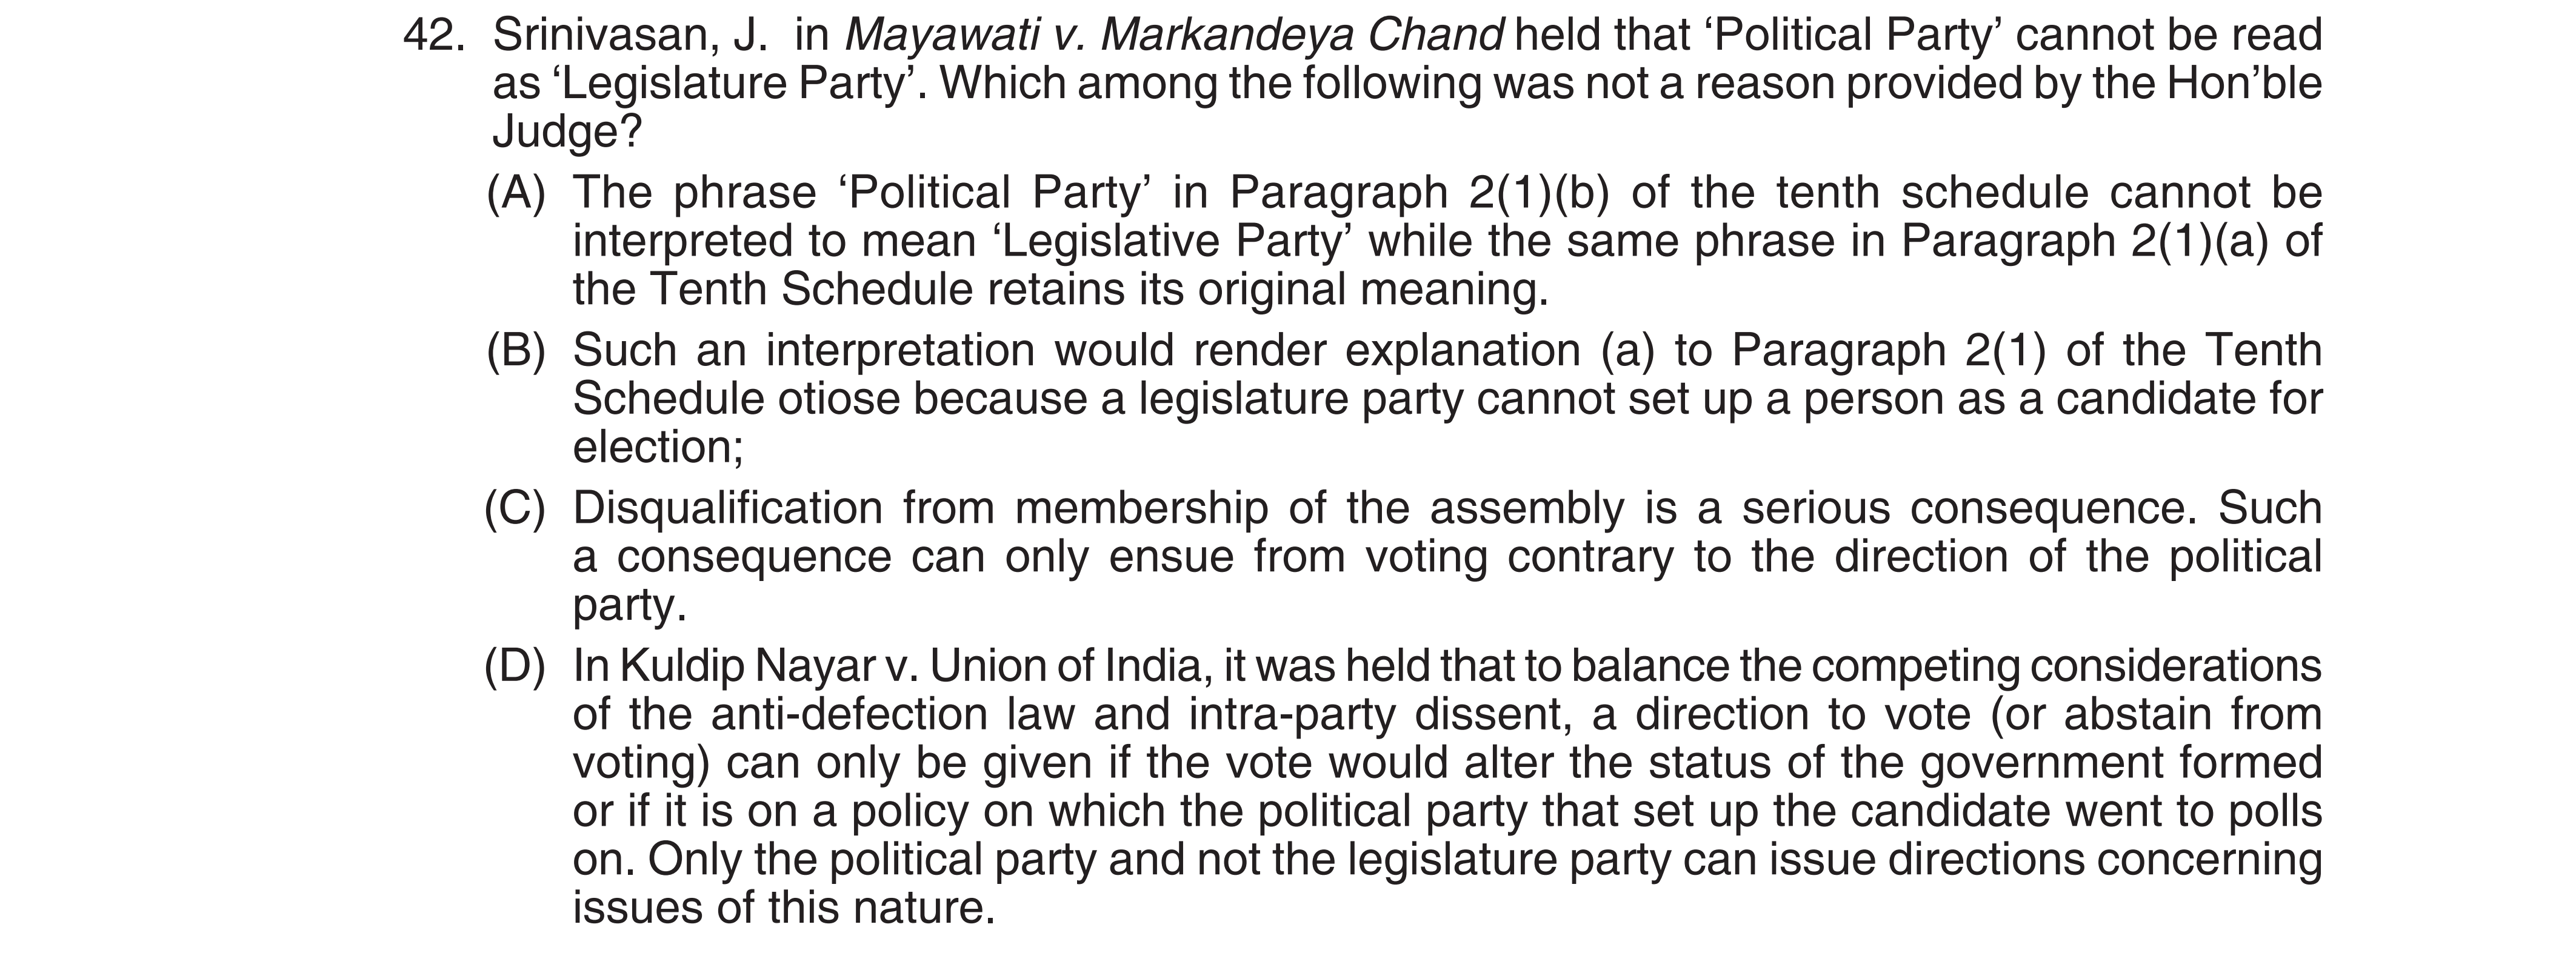 42. Srinivasan, J. in Mayawati v. Markandeya Chand held that ‘Political Party’ cannot be read
as ‘Legislature Party’. Which among the following was not a reason provided by the Hon’ble
Judge?
(A) The phrase ‘Political Party’ in Paragraph 2(1)(b) of the tenth schedule cannot be
interpreted to mean ‘Legislative Party’ while the same phrase in Paragraph 2(1)(a) of
the Tenth Schedule retains its original meaning.
(B) Such an interpretation would render explanation (a) to Paragraph 2(1) of the Tenth
Schedule otiose because a legislature party cannot set up a person as a candidate for
election;
(C) Disqualification from membership of the assembly is a serious consequence. Such
a consequence can only ensue from voting contrary to the direction of the political
party.
(D) In Kuldip Nayar v. Union of India, it was held that to balance the competing considerations
of the anti-defection law and intra-party dissent, a direction to vote (or abstain from
voting) can only be given if the vote would alter the status of the government formed
or if it is on a policy on which the political party that set up the candidate went to polls
on. Only the political party and not the legislature party can issue directions concerning
issues of this nature.